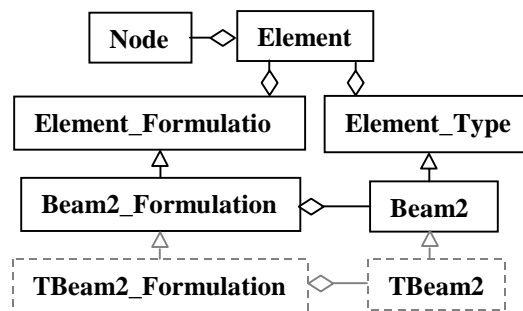 Node
Element
Element_Formulatio
Element_Type
Beam2_Formulation
Beam2
TBeam2_Formulation
TBeam2